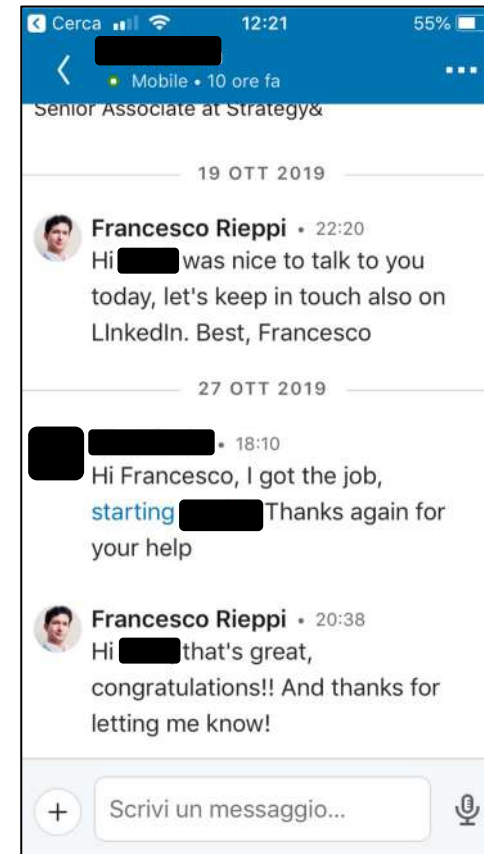 Cerca 12:21 55%
Mobile • 10 ore fa
Senior Associate at Strategy&
19 OTT 2019
Francesco Rieppi • 22:20
Hi was nice to talk to you
today, let's keep in touch also on
LInkedIn. Best, Francesco
27 OTT 2019
• 18:10
Hi Francesco, I got the job,
starting Thanks again for
your help
Francesco Rieppi • 20:38
Hi that's great,
congratulations!! And thanks for
letting me know!
Scrivi un messaggio...